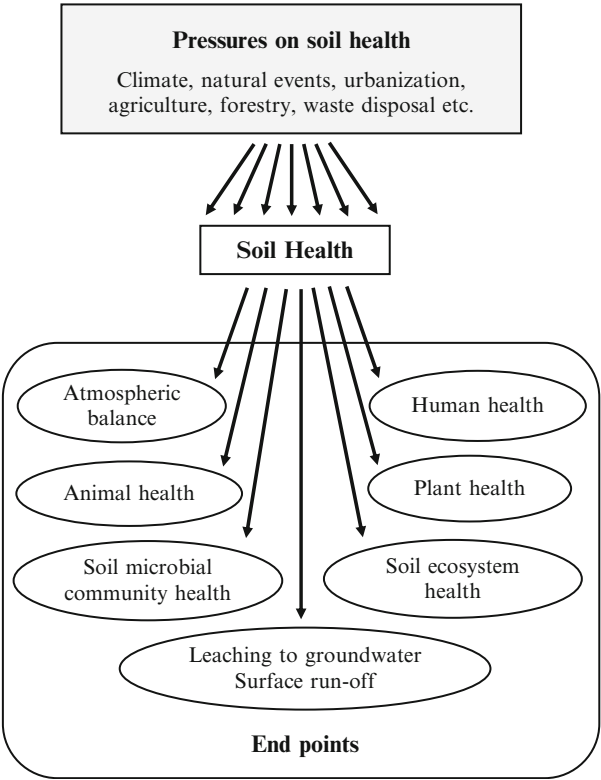 Pressures on soil health
Climate, natural events, urbanization,
agriculture, forestry, waste disposal etc.
Soil Health
Atmospheric
balance
Human health
Animal health
Plant health
Soil microbial
community health
Soil ecosystem
health
Leaching to groundwater
Surface run-off
End points